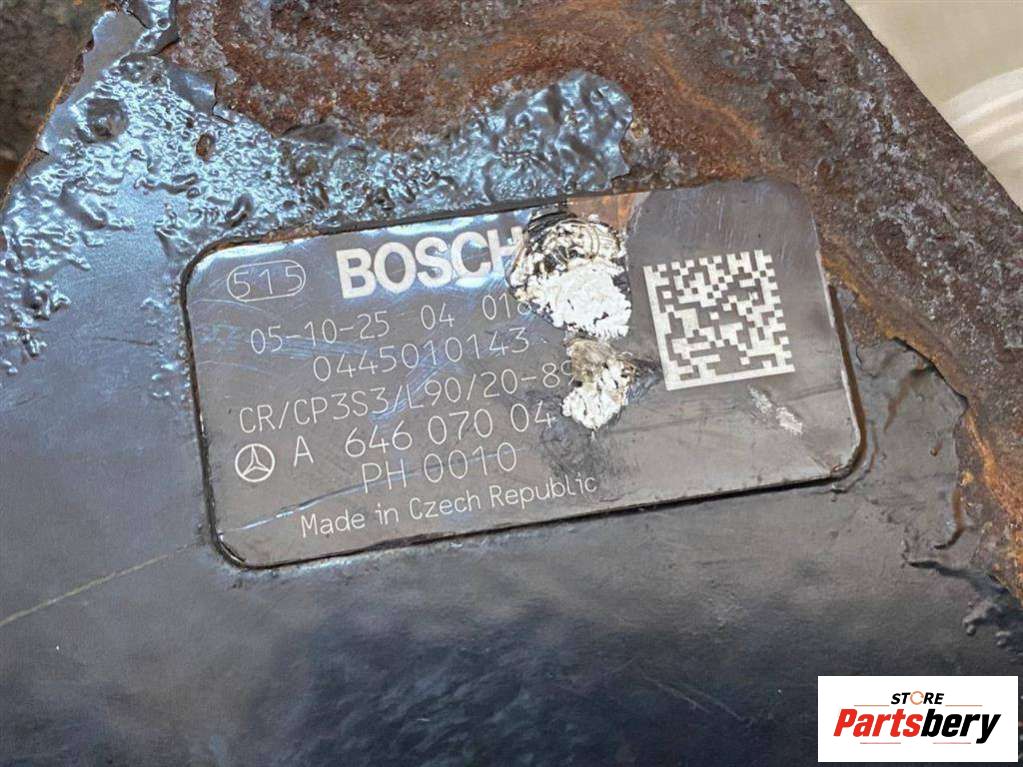 515 BOSCH
05-10-25 04 018
0445010143
CR/CP3S3/L90/20-89
A 646 070 04
PH 0010
Made in Czech Republic
STORE
Partsbery